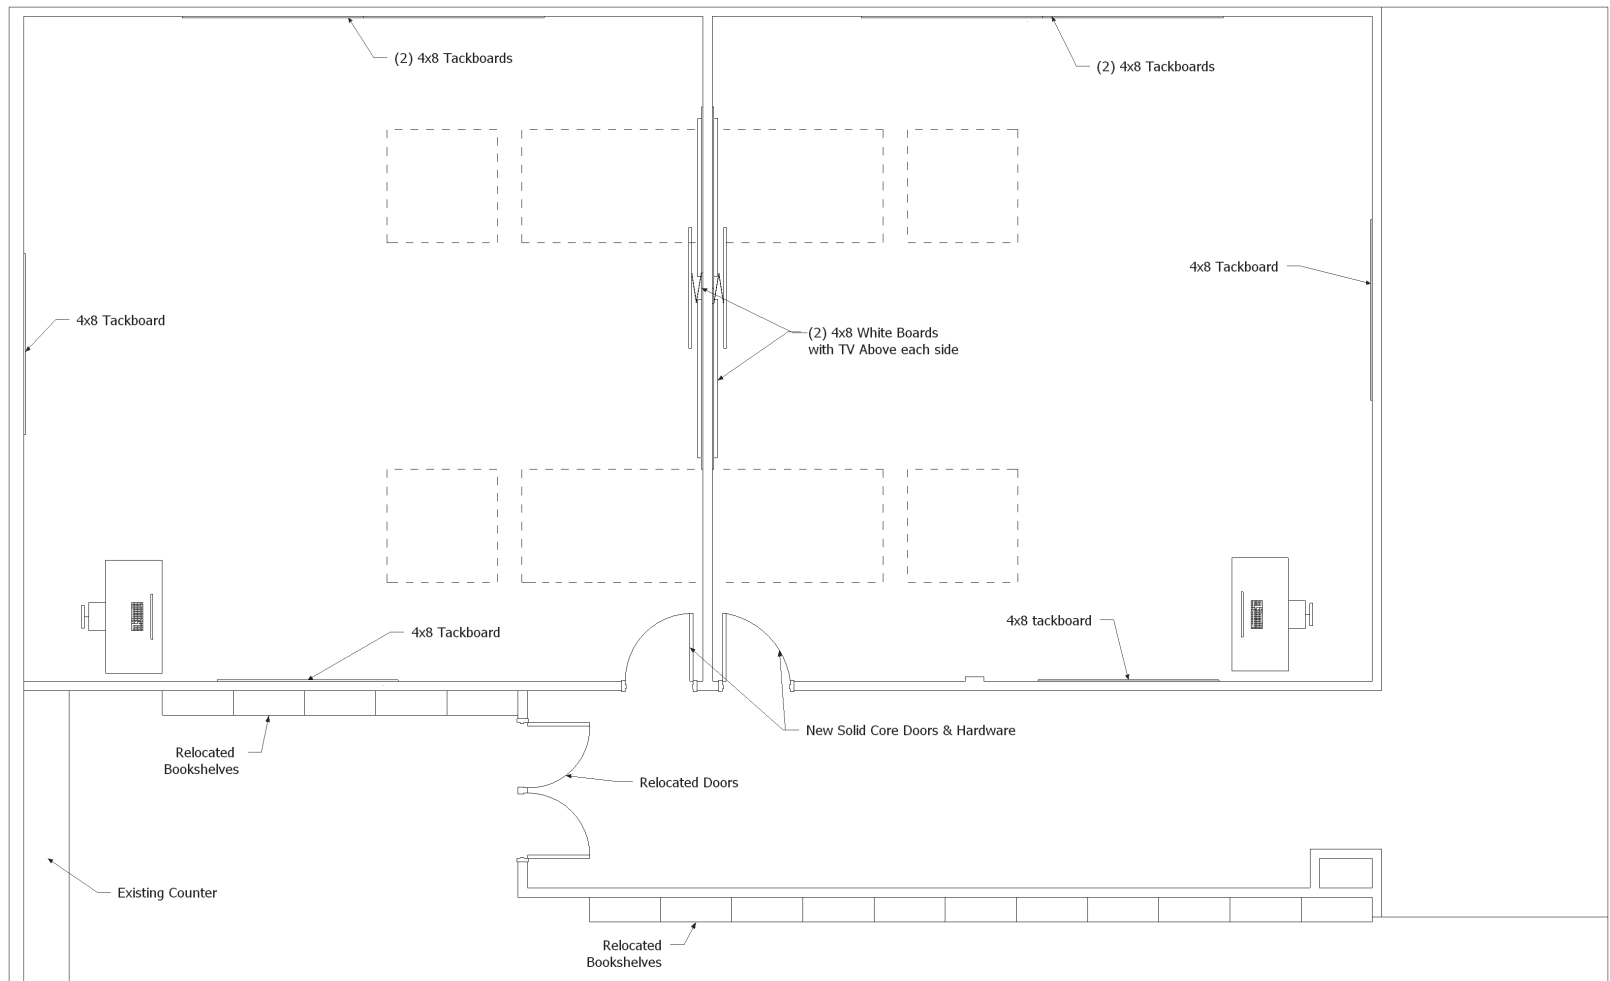 (2) 4x8 Tackboards
(2) 4x8 Tackboards
4x8 Tackboard
4x8 Tackboard
(2) 4x8 White Boards
with TV Above each side
4x8 tackboard
4x8 Tackboard
New Solid Core Doors & Hardware
Relocated
Bookshelves
Relocated Doors
Existing Counter
Relocated
Bookshelves